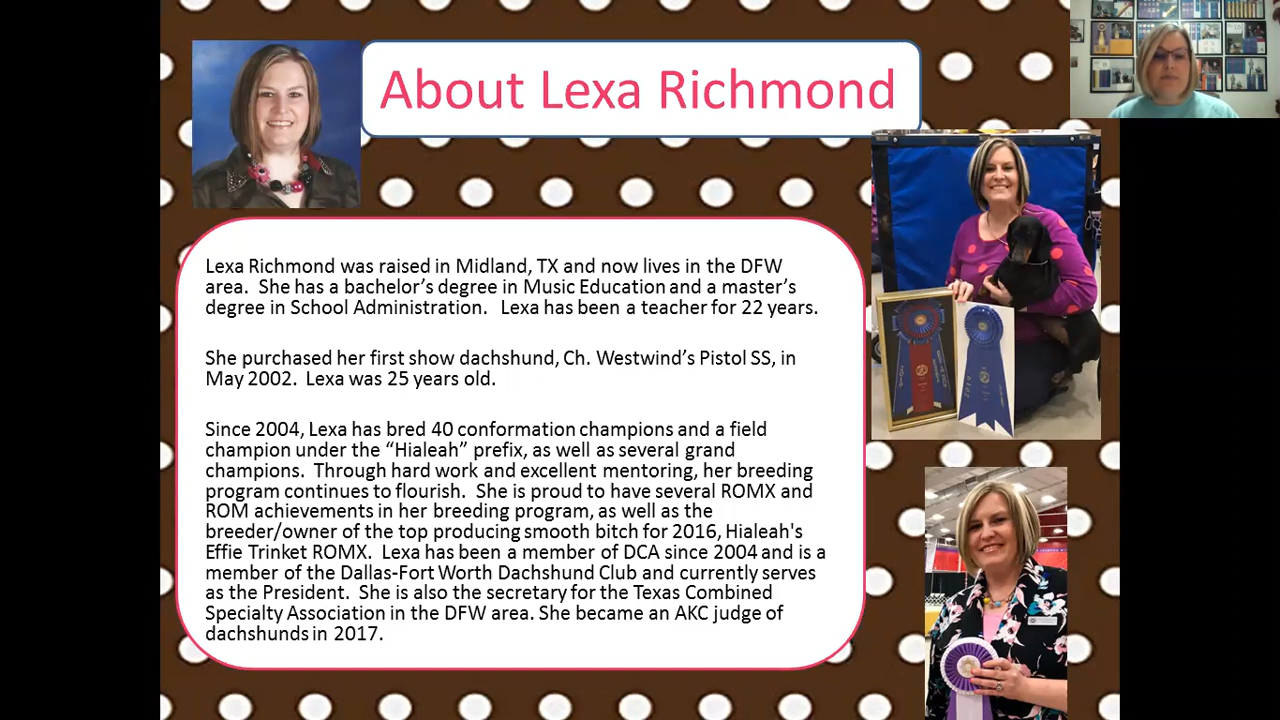 About Lexa Richmond
Lexa Richmond was raised in Midland, TX and now lives in the DFW
area. She has a bachelor's degree in Music Education and a master's
degree in School Administration. Lexa has been a teacher for 22 years.
She purchased her first show dachshund, Ch. Westwind's Pistol SS, in
May 2002. Lexa was 25 years old.
Since 2004, Lexa has bred 40 conformation champions and a field
champion under the “Hialeah” prefix, as well as several grand
champions. Through hard work and excellent mentoring, her breeding
program continues to flourish. She is proud to have several ROMX and
ROM achievements in her breeding program, as well as the
breeder/owner of the top producing smooth bitch for 2016, Hialeah's
Effie Trinket ROMX. Lexa has been a member of DCA since 2004 and is a
member of the Dallas-Fort Worth Dachshund Club and currently serves
as the President. She is also the secretary for the Texas Combined
Specialty Association in the DFW area. She became an AKC judge of
dachshunds in 2017.